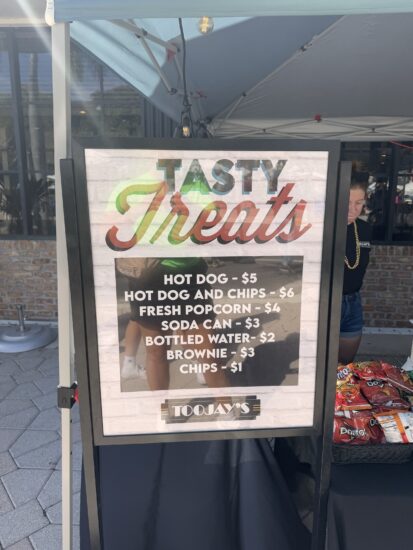 TASTY
Treats
HOT DOG - $5
HOT DOG AND CHIPS - $6
FRESH POPCORN - $4
SODA CAN - $3
BOTTLED WATER- $2
BROWNIE - $3
CHIPS - $1
TOOJAY'S
Doritos